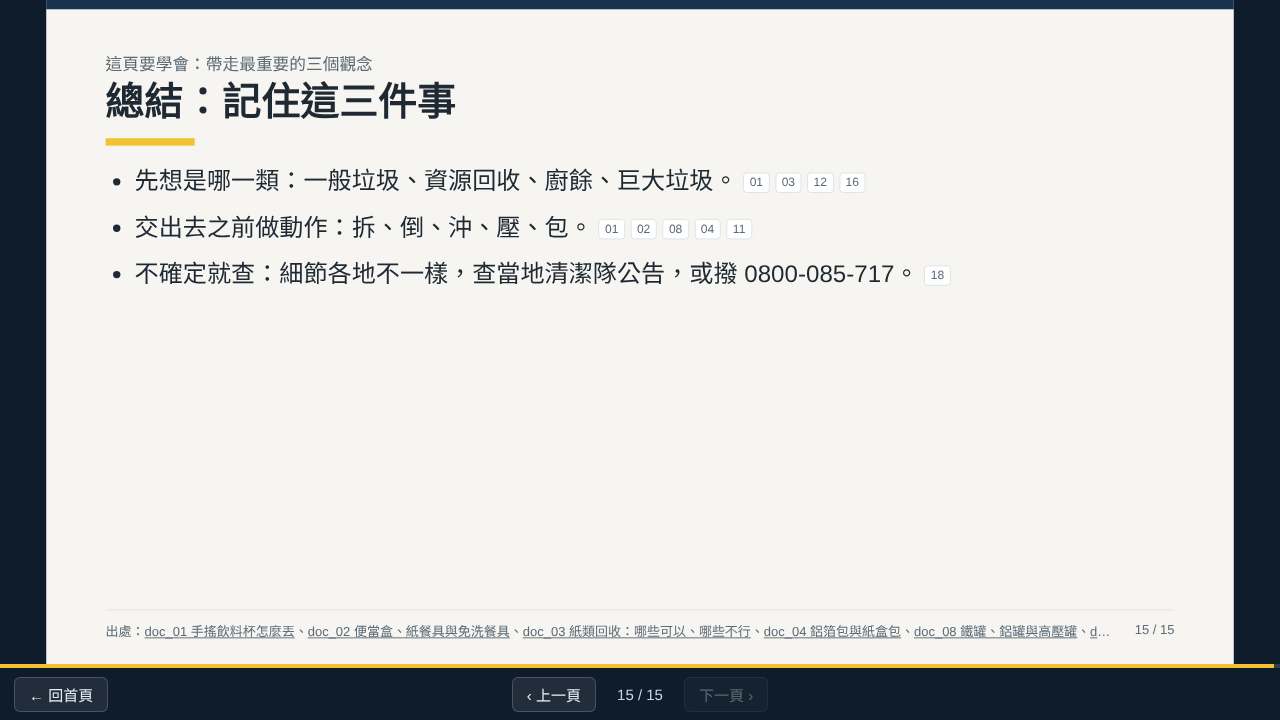 這頁要學會：帶走最重要的三個觀念
總結：記住這三件事
• 先想是哪一類：一般垃圾、資源回收、廚餘、巨大垃圾。 01 03 12 16
• 交出去之前做動作：拆、倒、沖、壓、包。 01 02 08 04 11
• 不確定就查：細節各地不一樣，查當地清潔隊公告，或撥 0800-085-717。 18
出處：doc_01 手搖飲料杯怎麼丟、doc_02 便當盒、紙餐具與免洗餐具、doc_03 紙類回收：哪些可以、哪些不行、doc_04 鋁箔包與紙盒包、doc_08 鐵罐、鋁罐與高壓罐、d… 15 / 15
← 回首頁 ‹ 上一頁 15 / 15 下一頁 ›